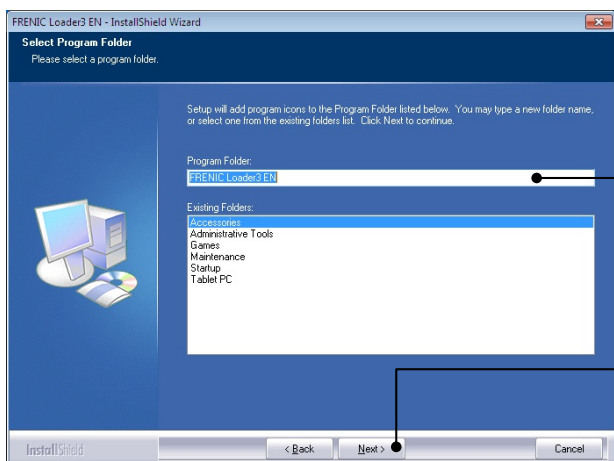 FRENIC Loader3 EN - InstallShield Wizard
Select Program Folder
Please select a program folder.
Setup will add program icons to the Program Folder listed below. You may type a new folder name,
or select one from the existing folders list. Click Next to continue.
Program Folder:
FRENIC Loader3 EN
Existing Folders:
Accessories
Administrative Tools
Games
Maintenance
Startup
Tablet PC
InstallShield
< Back
Next >
Cancel